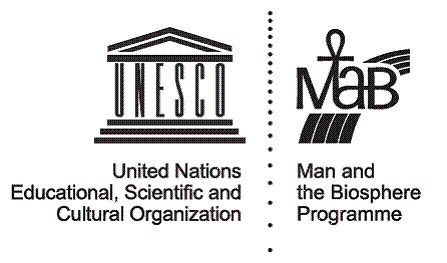 UNESCO
United Nations
Educational, Scientific and
Cultural Organization
MaB
Man and
the Biosphere
Programme